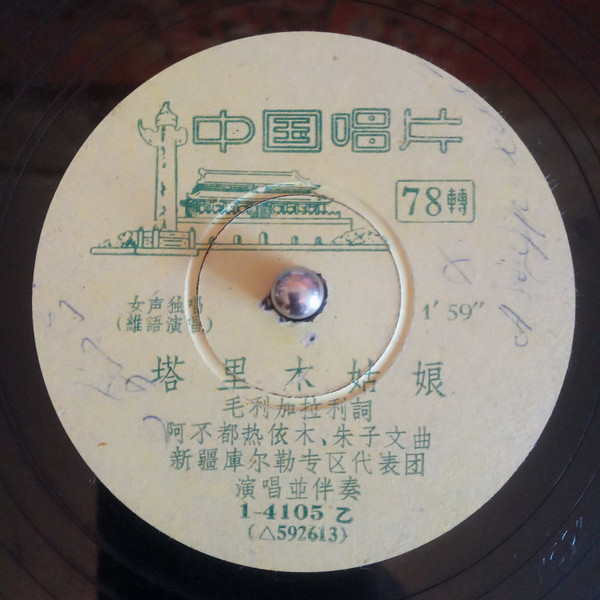 中国唱片
78轉
女声独唱
(維語演唱)
1′59″
塔里木姑娘
毛利加拉利詞
阿不都热依木、朱子文曲
新疆庫尔勒专区代表团
演唱並伴奏
1-4105乙
(△592613)